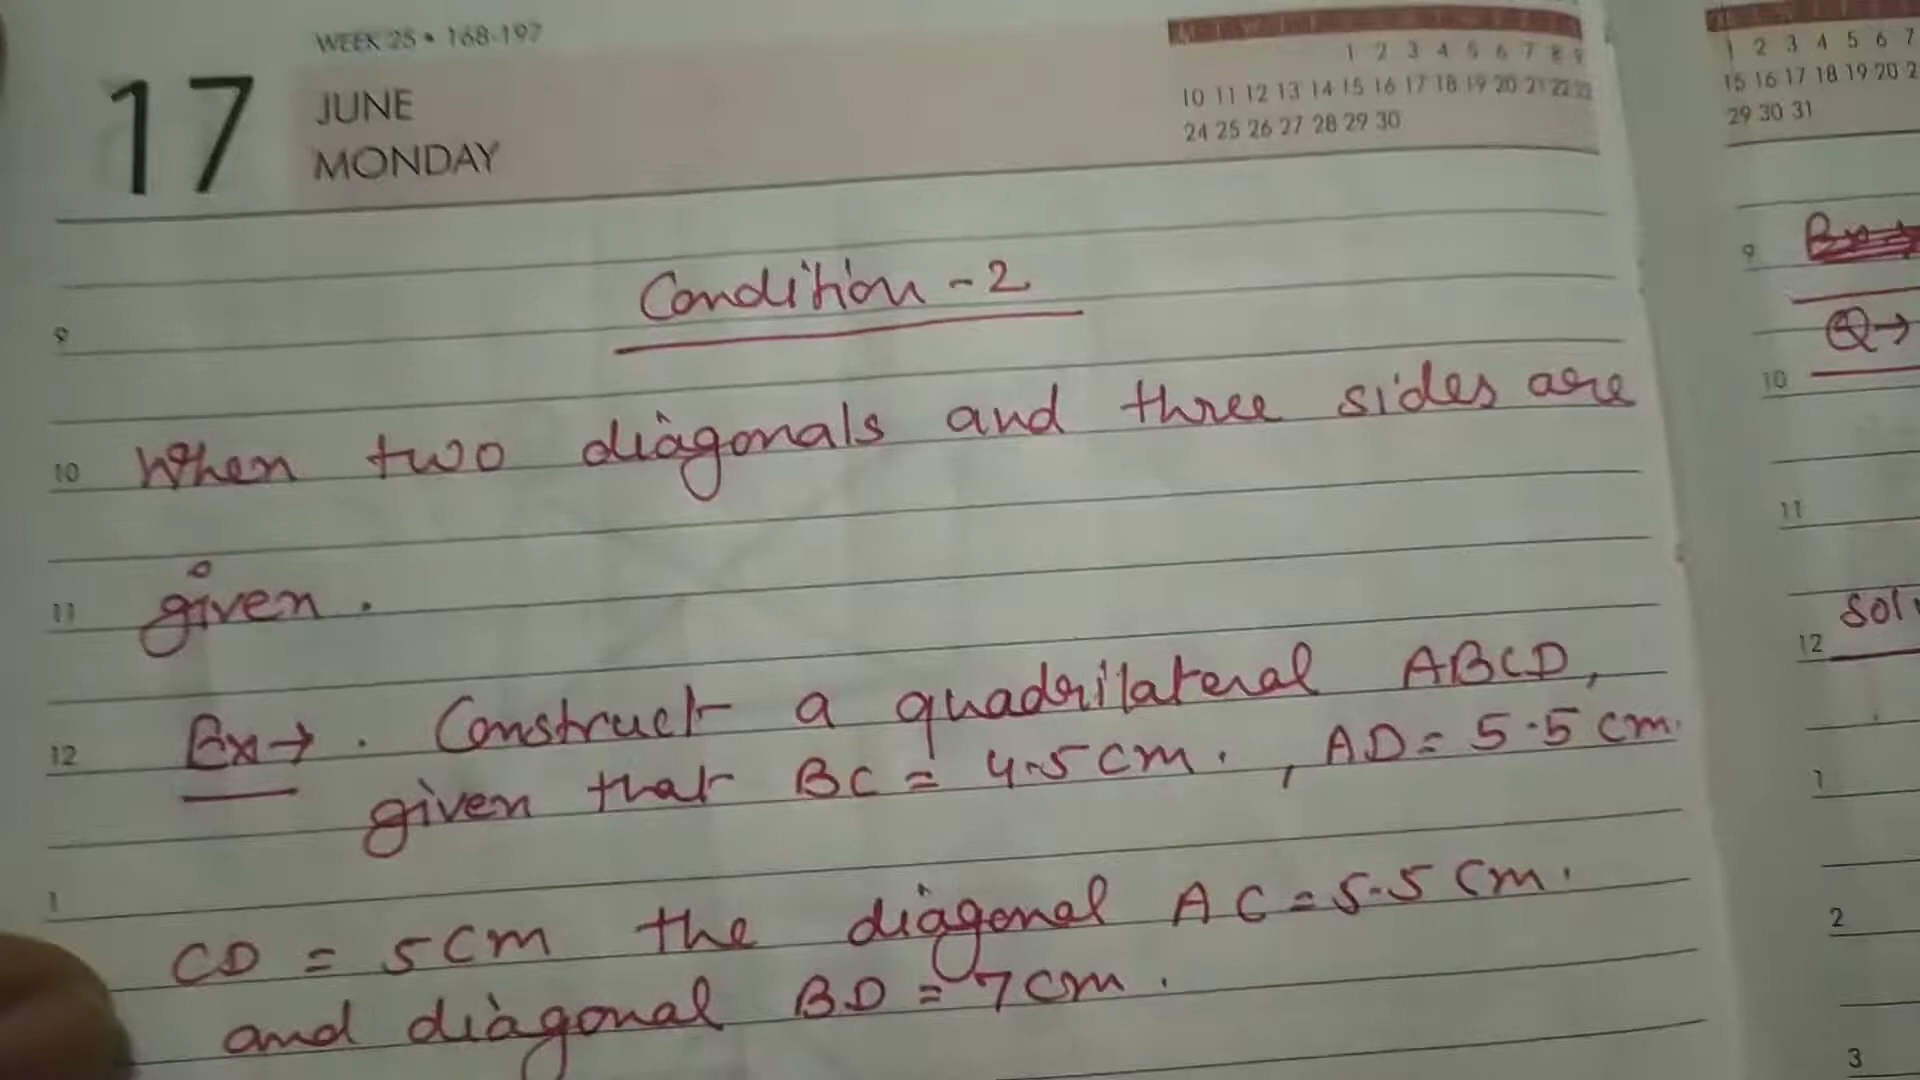 WEEK 25 • 168-197
17
JUNE
MONDAY
1 2 3 4 5 6 7 8 9
10 11 12 13 14 15 16 17 18 19 20 21 22 23
24 25 26 27 28 29 30
Condition - 2
9
10 When two diagonals and three sides are
11 given.
12 Ex→ . Construct a quadrilateral ABCD,
given that BC = 4.5 cm. , AD = 5.5 cm.
1
CD = 5 cm the diagonal AC = 5.5 cm.
and diagonal BD = 7 cm.
1 2 3 4 5 6 7
15 16 17 18 19 20 2
29 30 31
9
Q→
10
11
Solu
12
1
2
3